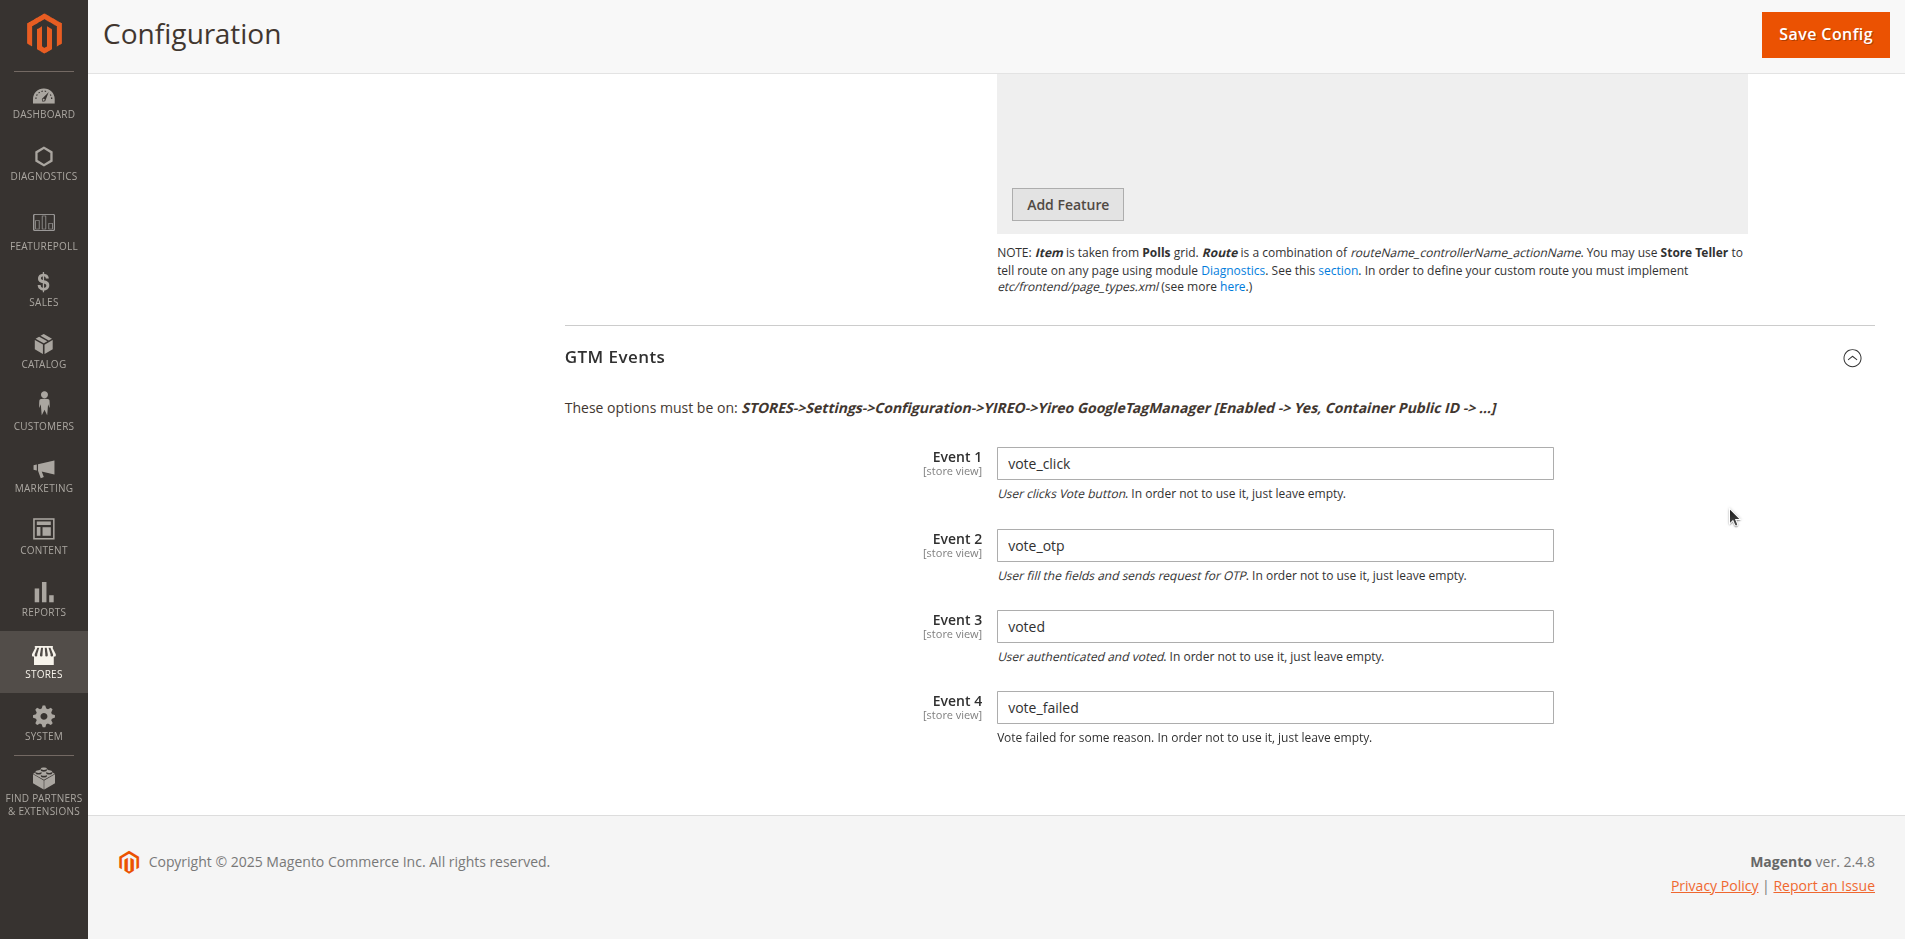 Configuration
Save Config
DASHBOARD
DIAGNOSTICS
FEATUREPOLL
SALES
CATALOG
CUSTOMERS
MARKETING
CONTENT
REPORTS
STORES
SYSTEM
FIND PARTNERS
& EXTENSIONS
Add Feature
NOTE: Item is taken from Polls grid. Route is a combination of routeName_controllerName_actionName. You may use Store Teller to
tell route on any page using module Diagnostics. See this section. In order to define your custom route you must implement
etc/frontend/page_types.xml (see more here.)
GTM Events
These options must be on: STORES->Settings->Configuration->YIREO->Yireo GoogleTagManager [Enabled -> Yes, Container Public ID -> ...]
Event 1
[store view]
vote_click
User clicks Vote button. In order not to use it, just leave empty.
Event 2
[store view]
vote_otp
User fill the fields and sends request for OTP. In order not to use it, just leave empty.
Event 3
[store view]
voted
User authenticated and voted. In order not to use it, just leave empty.
Event 4
[store view]
vote_failed
Vote failed for some reason. In order not to use it, just leave empty.
Copyright © 2025 Magento Commerce Inc. All rights reserved.
Magento ver. 2.4.8
Privacy Policy | Report an Issue